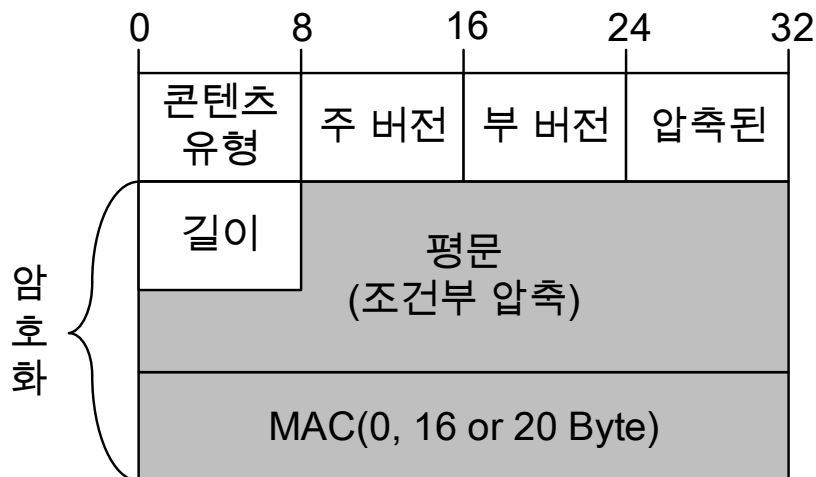 0 8 16 24 32
콘텐츠
유형
주 버전
부 버전
압축된
길이
평문
(조건부 압축)
암
호
화
MAC(0, 16 or 20 Byte)